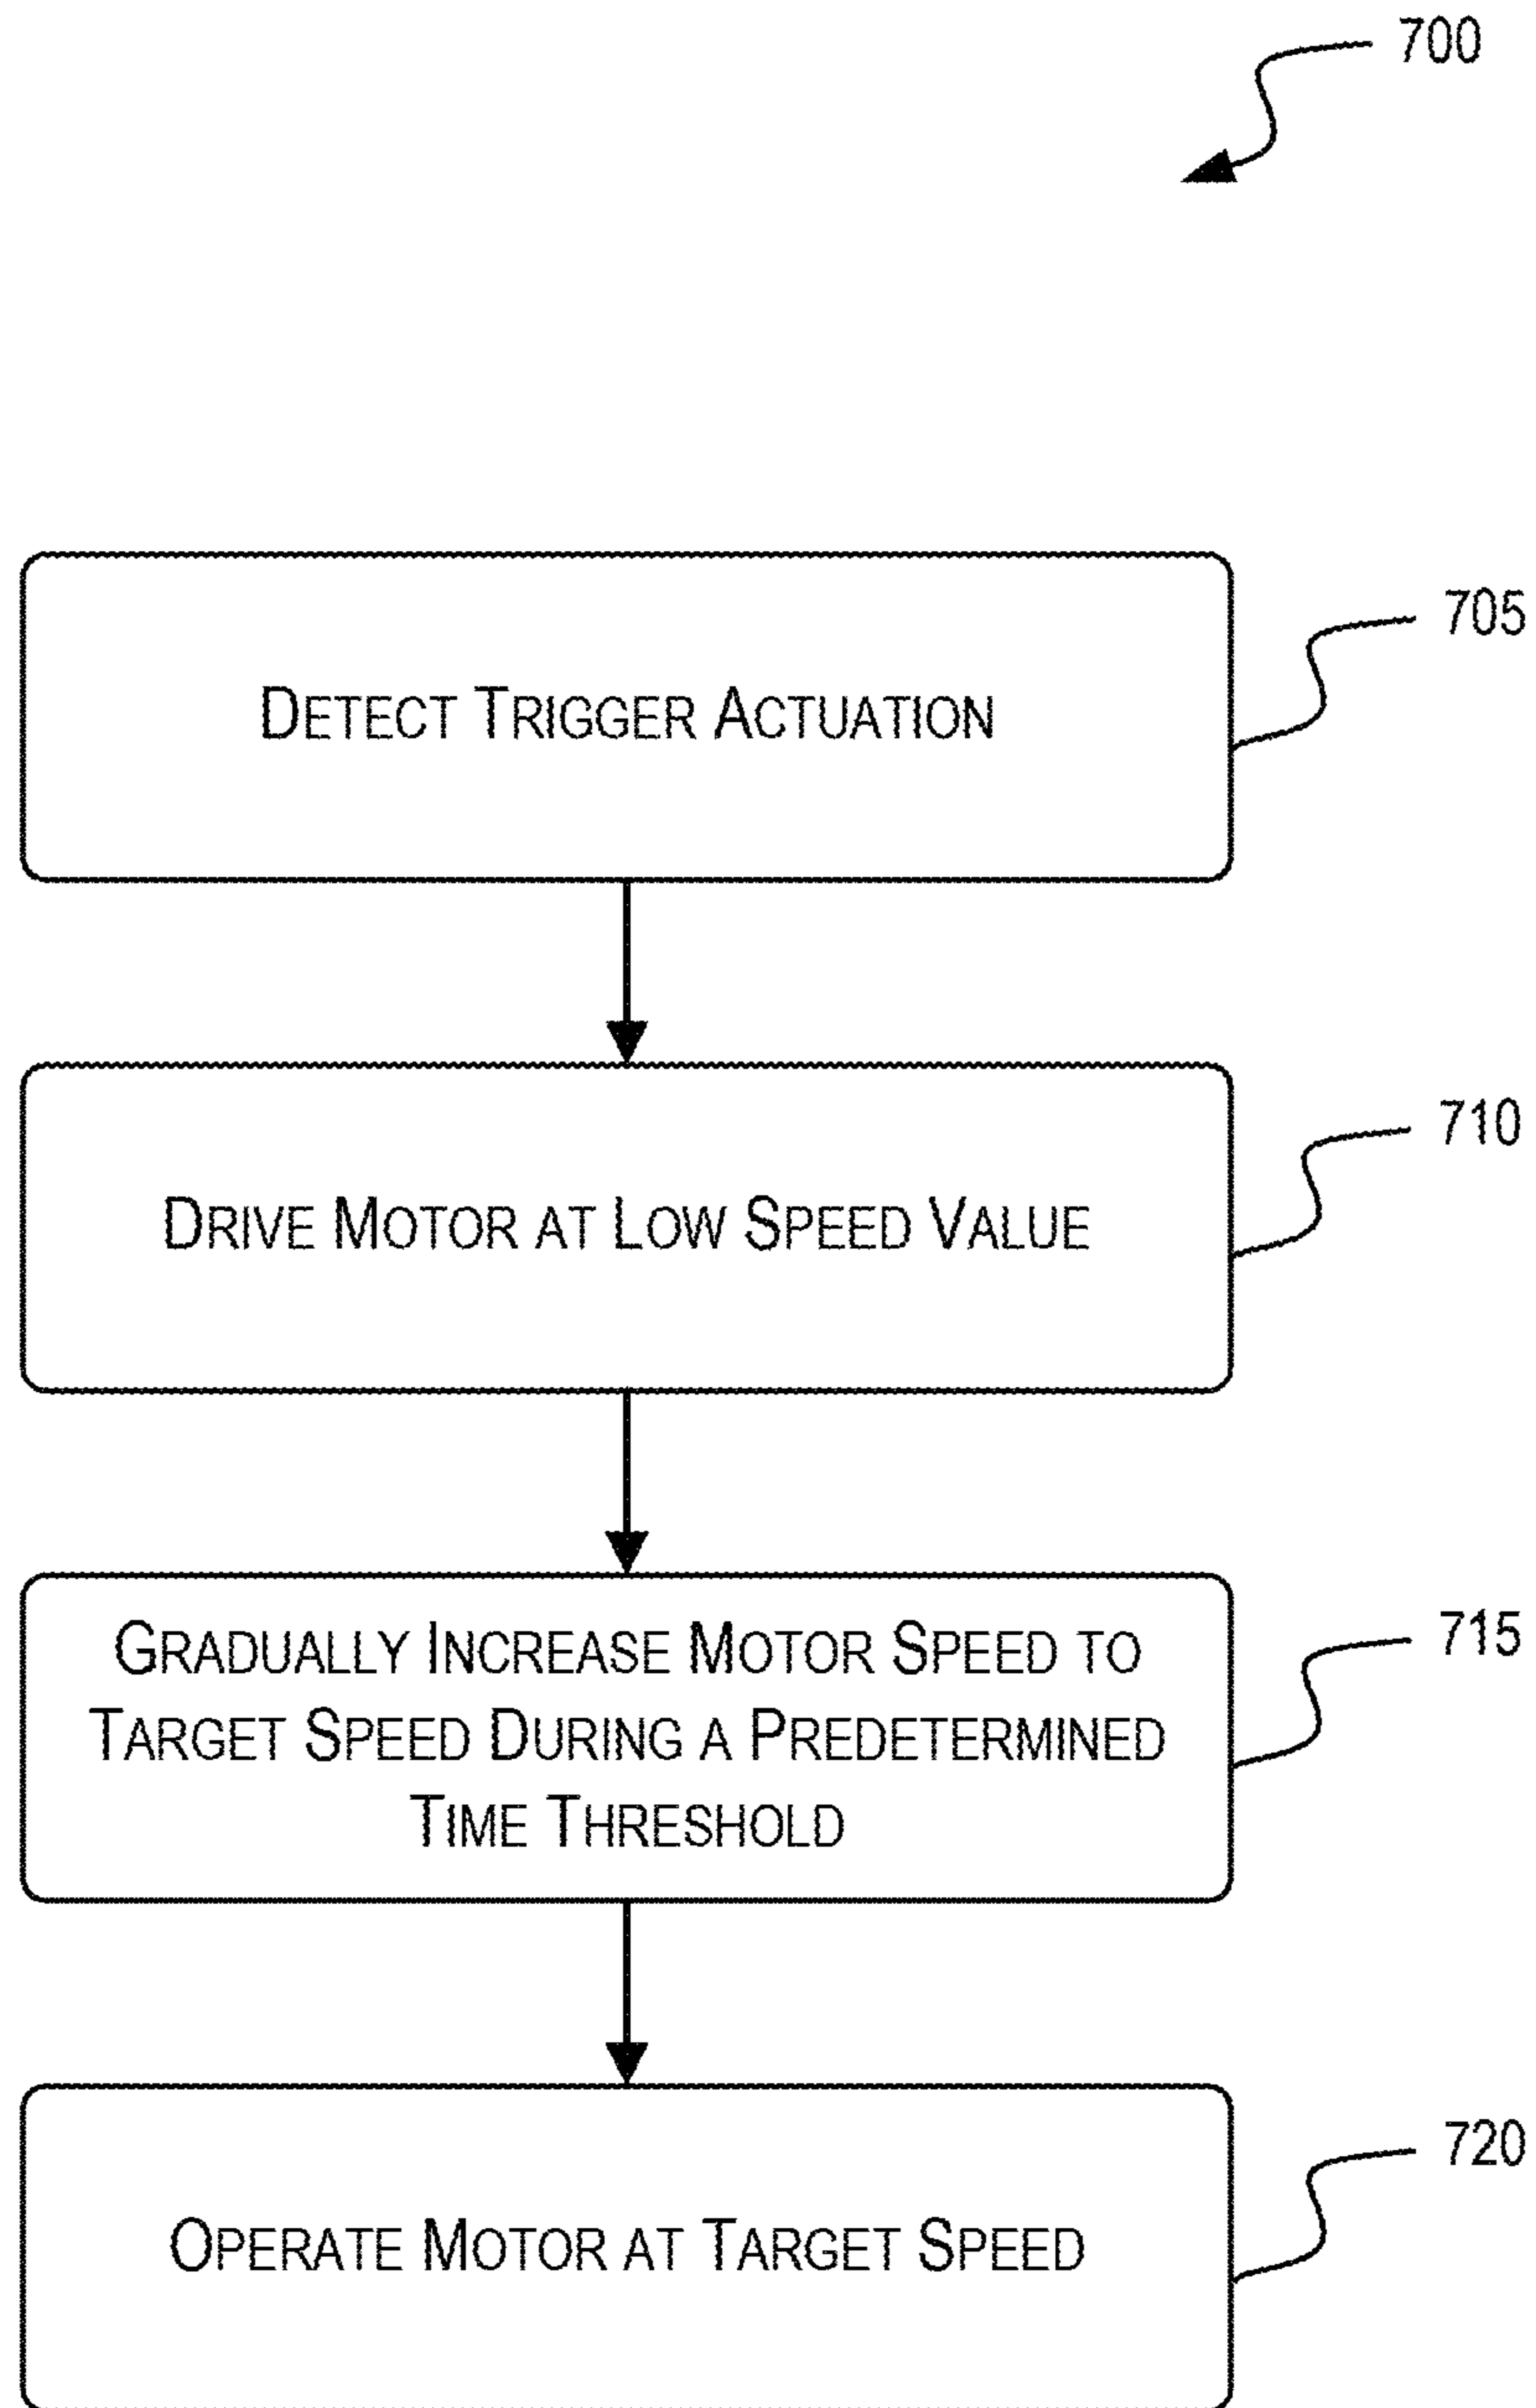 700
DETECT TRIGGER ACTUATION
705
DRIVE MOTOR AT LOW SPEED VALUE
710
GRADUALLY INCREASE MOTOR SPEED TO
TARGET SPEED DURING A PREDETERMINED
TIME THRESHOLD
715
OPERATE MOTOR AT TARGET SPEED
720